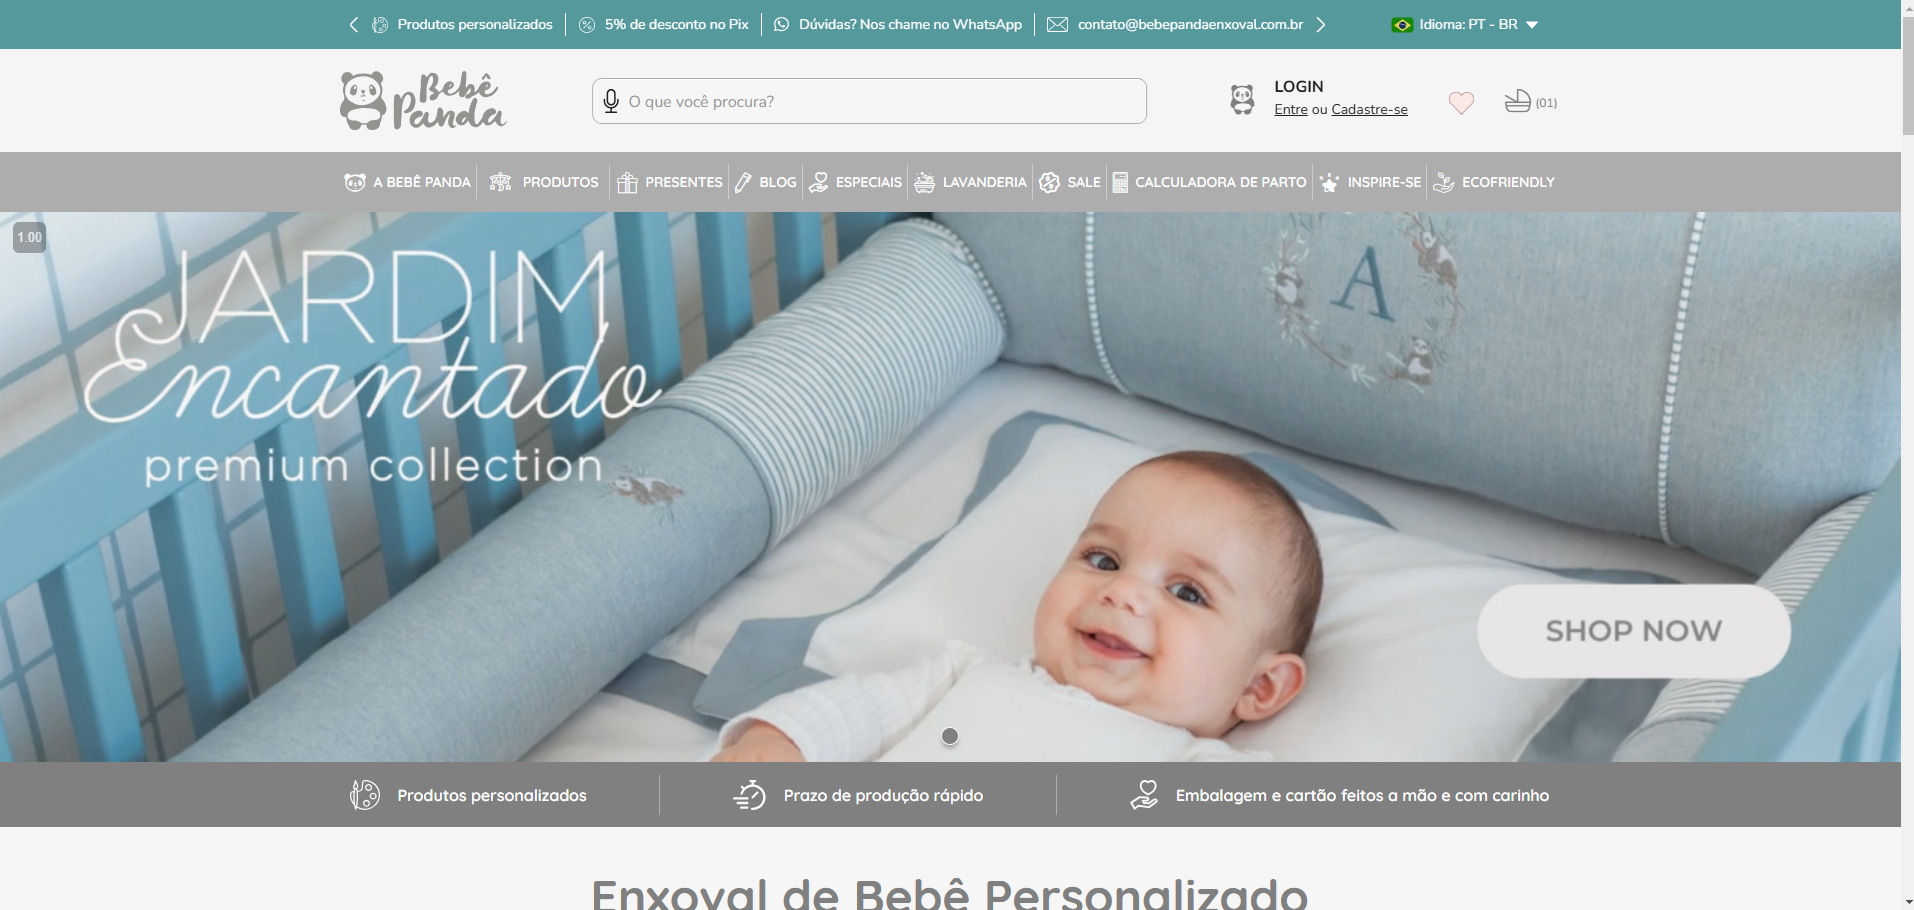 Produtos personalizados
5% de desconto no Pix
Dúvidas? Nos chame no WhatsApp
contato@bebepandaenxoval.com.br
Idioma: PT - BR
Bebê
Panda
O que você procura?
LOGIN
Entre ou Cadastre-se
(01)
A BEBÊ PANDA
PRODUTOS
PRESENTES
BLOG
ESPECIAIS
LAVANDERIA
SALE
CALCULADORA DE PARTO
INSPIRE-SE
ECOFRIENDLY
1.00
JARDIM
Encantado
premium collection
A
SHOP NOW
Produtos personalizados
Prazo de produção rápido
Embalagem e cartão feitos a mão e com carinho
Enxoval de Bebê Personalizado